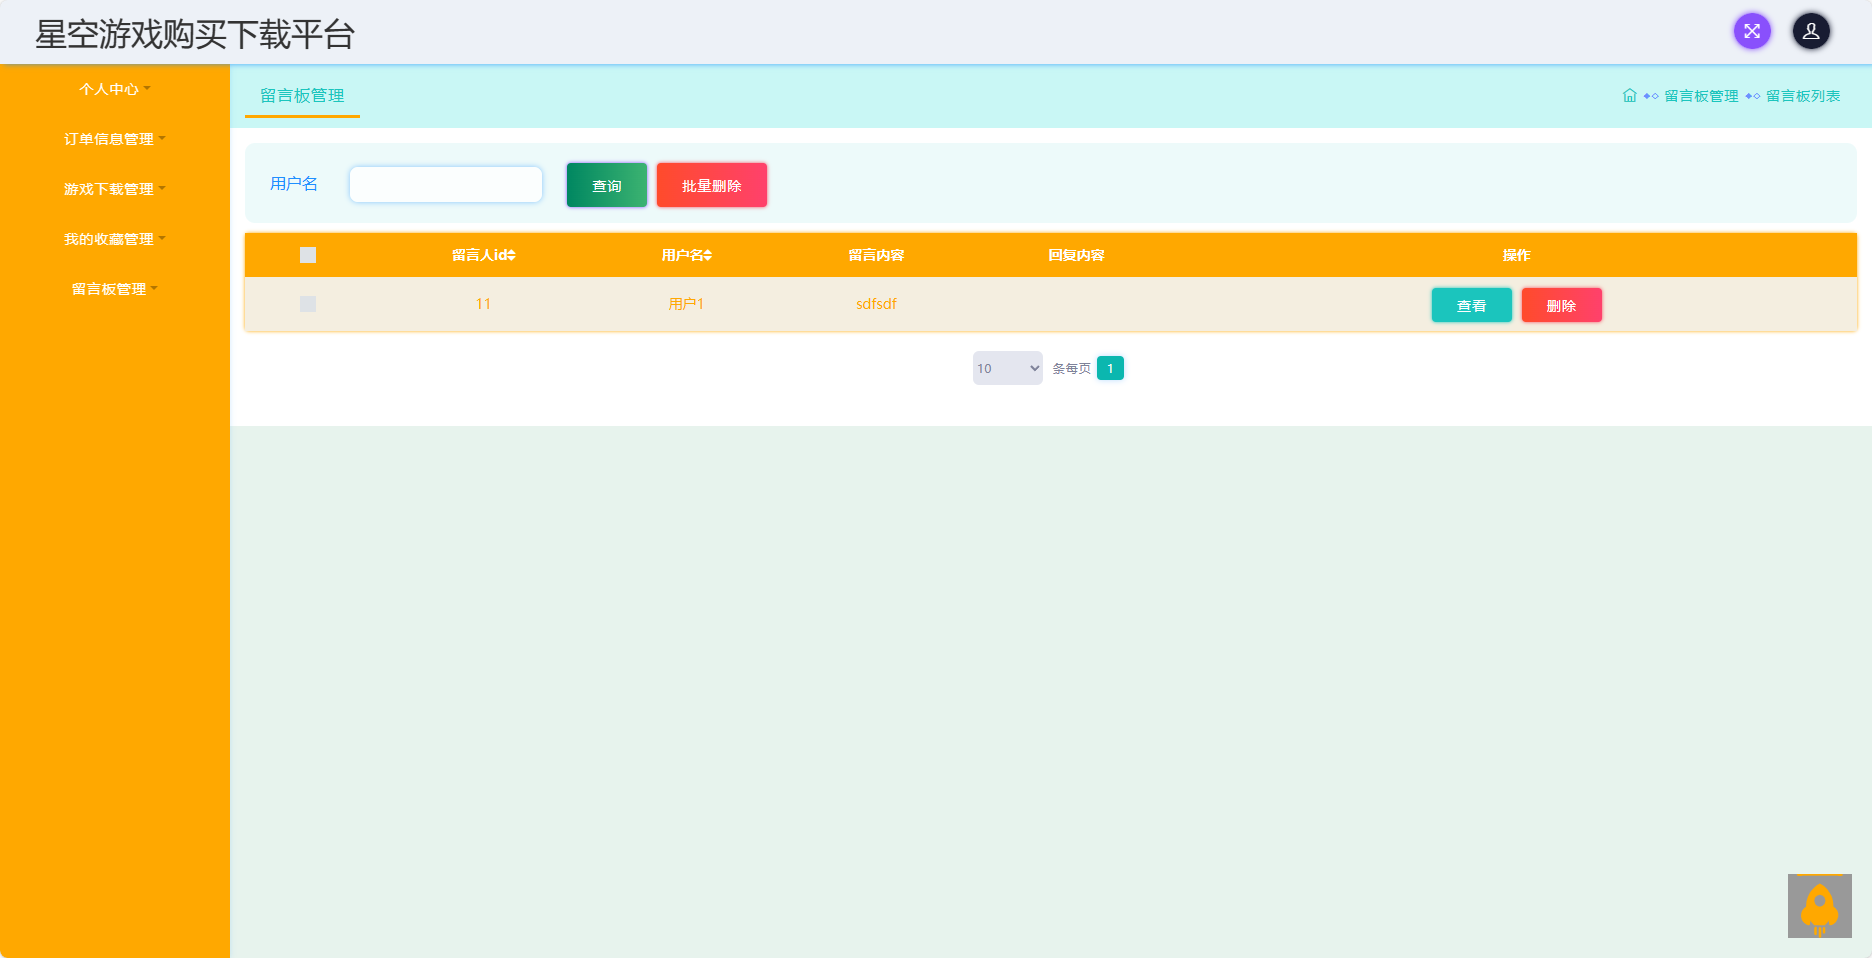 星空游戏购买下载平台
个人中心
订单信息管理
游戏下载管理
我的收藏管理
留言板管理
留言板管理
留言板管理 留言板列表
用户名 查询 批量删除
留言人id 用户名 留言内容 回复内容 操作
11 用户1 sdfsdf 查看 删除
10 条每页 1